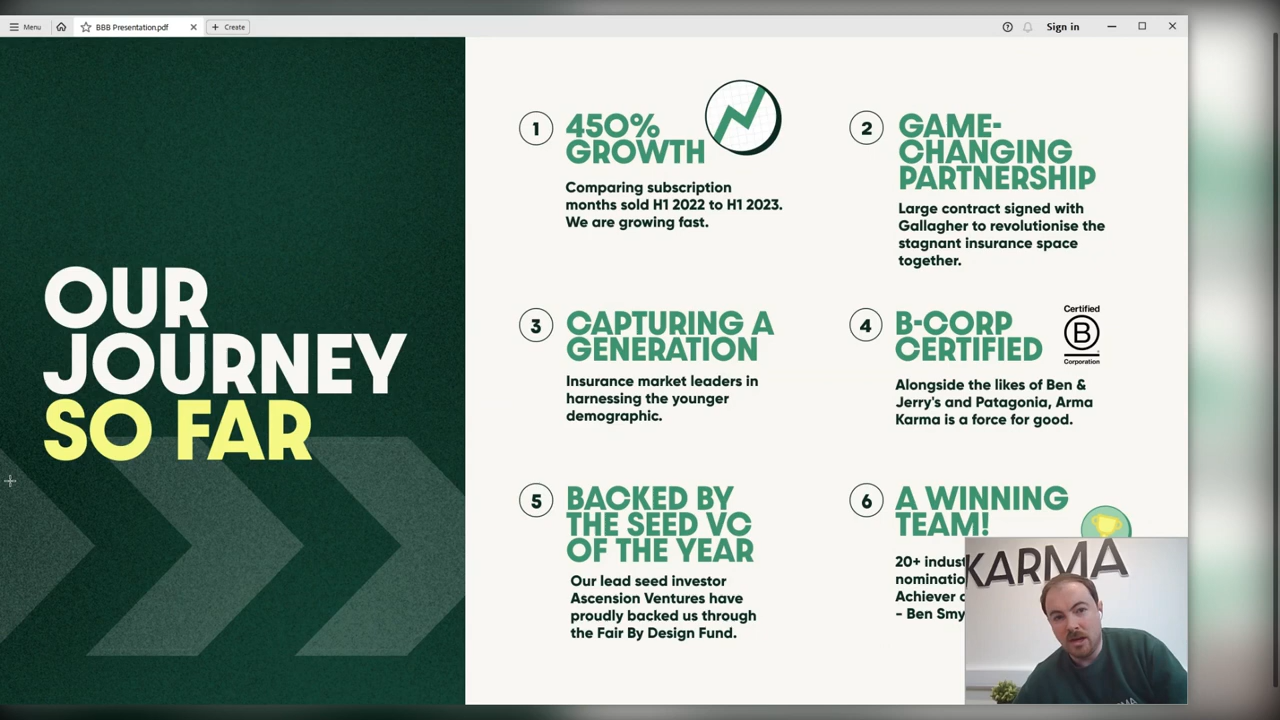 Menu
BBB Presentation.pdf
Create
Sign in
OUR
JOURNEY
SO FAR
1
450%
GROWTH
Comparing subscription
months sold H1 2022 to H1 2023.
We are growing fast.
2
GAME-
CHANGING
PARTNERSHIP
Large contract signed with
Gallagher to revolutionise the
stagnant insurance space
together.
3
CAPTURING A
GENERATION
Insurance market leaders in
harnessing the younger
demographic.
4
B-CORP
CERTIFIED
Certified
B
Corporation
Alongside the likes of Ben &
Jerry's and Patagonia, Arma
Karma is a force for good.
5
BACKED BY
THE SEED VC
OF THE YEAR
Our lead seed investor
Ascension Ventures have
proudly backed us through
the Fair By Design Fund.
6
A WINNING
TEAM!
20+
Achiever
- Ben
KARMA